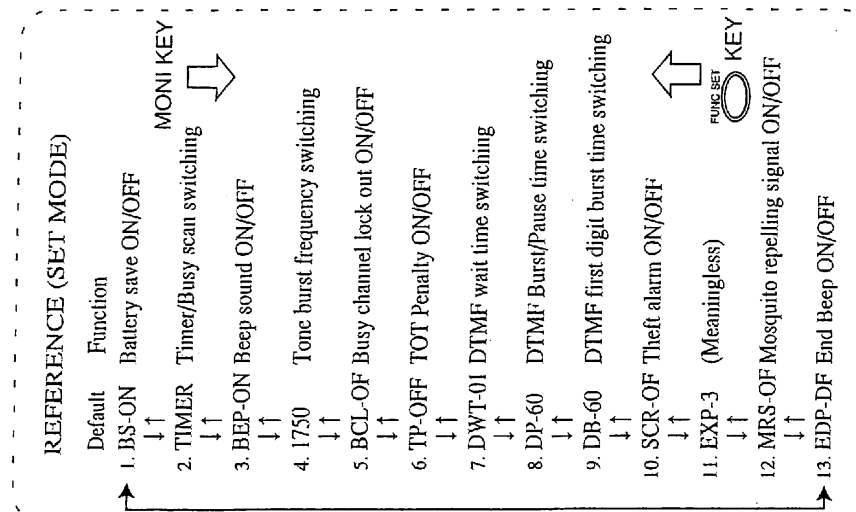 REFERENCE (SET MODE)
Default Function
1. BS-ON Battery save ON/OFF
↓↑
2. TIMER Timer/Busy scan switching
↓↑
3. BEP-ON Beep sound ON/OFF
↓↑
4. 1750 Tone burst frequency switching
↓↑
5. BCL-OF Busy channel lock out ON/OFF
↓↑
6. TP-OFF TOT Penalty ON/OFF
↓↑
7. DWT-01 DTMF wait time switching
↓↑
8. DP-60 DTMF Burst/Pause time switching
↓↑
9. DB-60 DTMF first digit burst time switching
↓↑
10. SCR-OF Theft alarm ON/OFF
↓↑
11. EXP-3 (Meaningless)
↓↑
12. MRS-OF Mosquito repelling signal ON/OFF
↓↑
13. EDP-DF End Beep ON/OFF
MONI KEY
FUNC SET
KEY